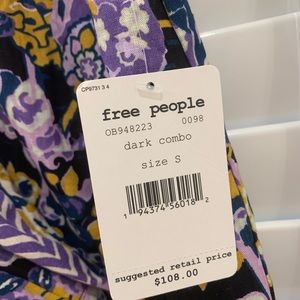 CP9731 3 4
free people
OB948223 0098
dark combo
size S
1 94374 56018 2
suggested retail price
$108.00